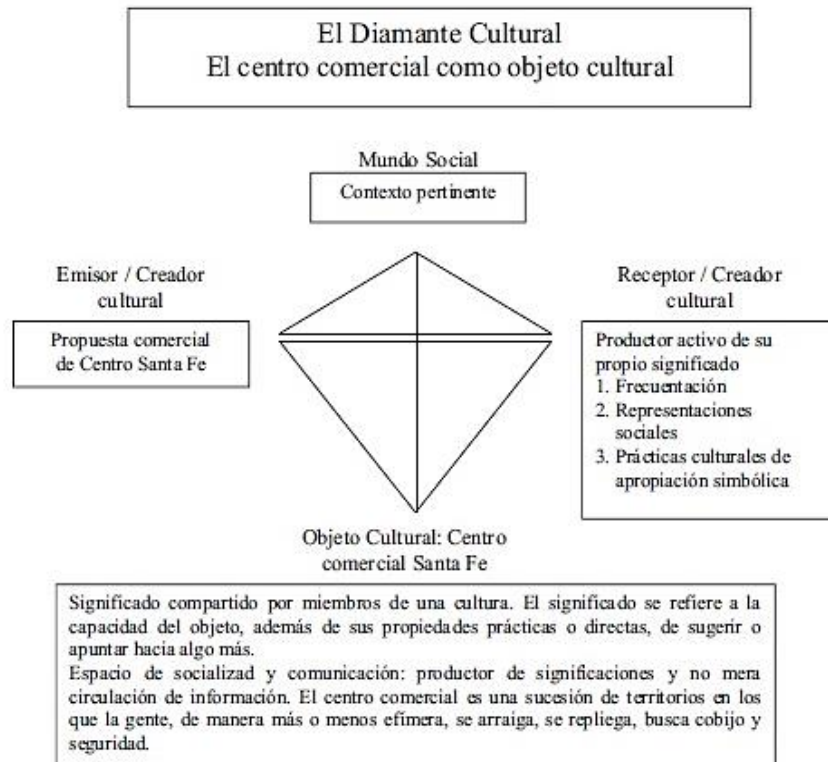 El Diamante Cultural
El centro comercial como objeto cultural
Mundo Social
Contexto pertinente
Emisor / Creador
cultural
Propuesta comercial
de Centro Santa Fe
Receptor / Creador
cultural
Productor activo de su
propio significado
1. Frecuentación
2. Representaciones
sociales
3. Prácticas culturales de
apropiación simbólica
Objeto Cultural: Centro
comercial Santa Fe
Significado compartido por miembros de una cultura. El significado se refiere a la
capacidad del objeto, además de sus propiedades prácticas o directas, de sugerir o
apuntar hacia algo más.
Espacio de socializad y comunicación: productor de significaciones y no mera
circulación de información. El centro comercial es una sucesión de territorios en los
que la gente, de manera más o menos efímera, se arraiga, se repliega, busca cobijo y
seguridad.